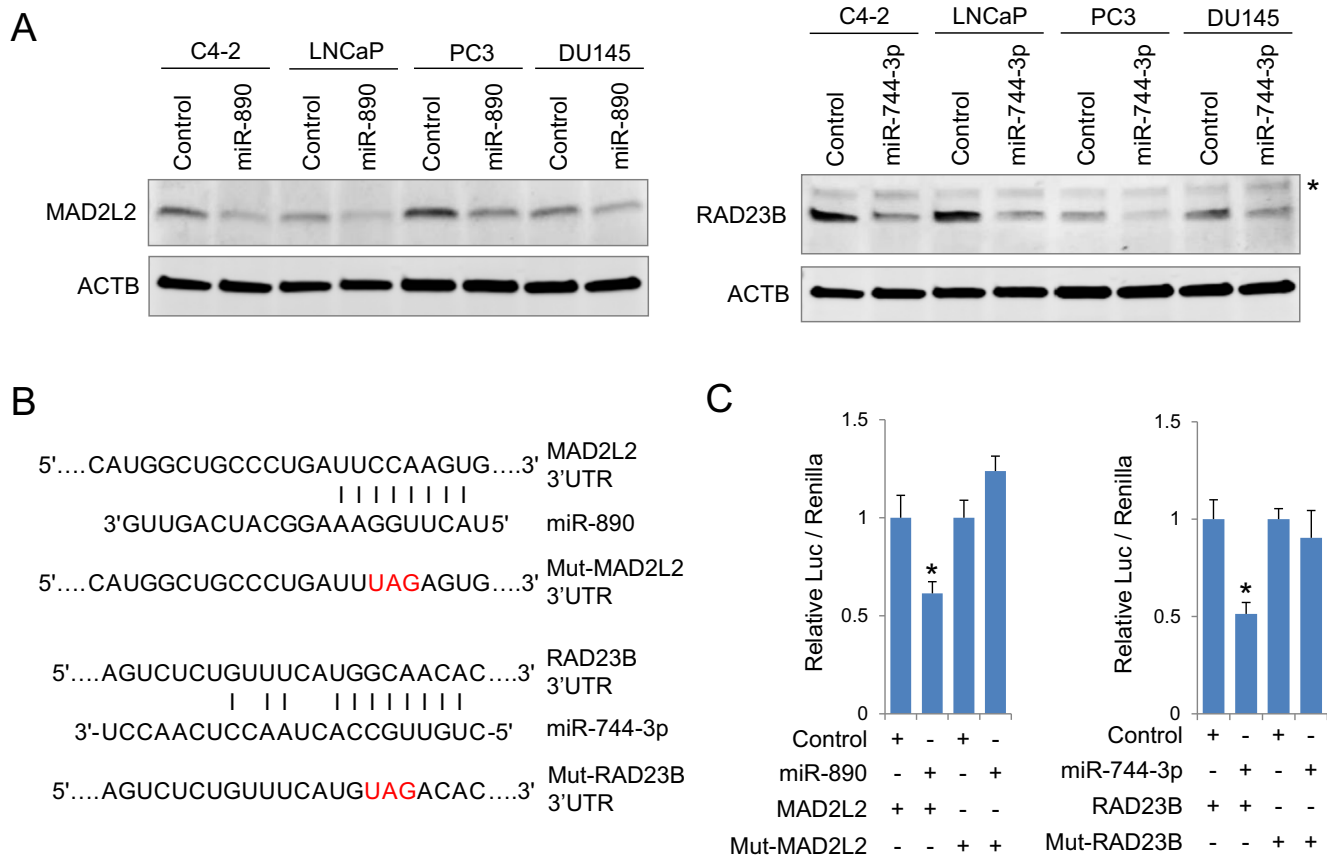 A
C4-2 LNCaP PC3 DU145
Control miR-890 Control miR-890 Control miR-890 Control miR-890
MAD2L2
ACTB
C4-2 LNCaP PC3 DU145
Control miR-744-3p Control miR-744-3p Control miR-744-3p Control miR-744-3p
*
RAD23B
ACTB
B
5'....CAUGGCUGCCCUGAUUCCAAGUG....3' MAD2L2
3'UTR
3'GUUGACUACGGAAAGGUUCAU5' miR-890
5'....CAUGGCUGCCCUGAUUUAGAGUG....3' Mut-MAD2L2
3'UTR
5'....AGUCUCUGUUUCAUGGCAACAC....3' RAD23B
3'UTR
3'-UCCAACUCCAAUCACCGUUGUC-5' miR-744-3p
5'....AGUCUCUGUUUCAUGUAGACAC....3' Mut-RAD23B
3'UTR
C
Relative Luc / Renilla
1.5
1
0.5
0
*
Control + - + -
miR-890 - + - +
MAD2L2 + + - -
Mut-MAD2L2 - - + +
Relative Luc / Renilla
1.5
1
0.5
0
*
Control + - + -
miR-744-3p - + - +
RAD23B + + - -
Mut-RAD23B - - + +